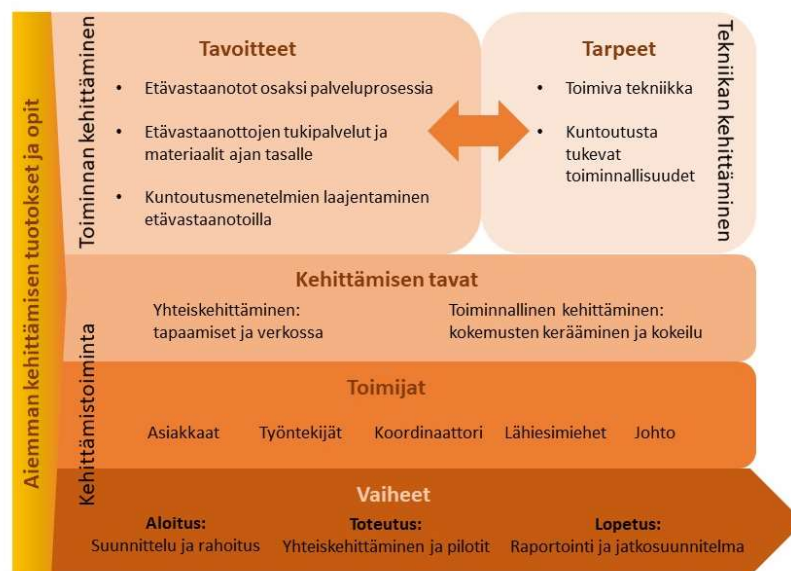 Aiemman kehittämisen tuotokset ja opit
Toiminnan kehittäminen
Tavoitteet
• Etävastaanotot osaksi palveluprosessia
• Etävastaanottojen tukipalvelut ja
materiaalit ajan tasalle
• Kuntoutusmenetelmien laajentaminen
etävastaanotoilla
Tarpeet
• Toimiva tekniikka
• Kuntoutusta
tukevat
toiminnallisuudet
Tekniikan kehittäminen
Kehittämistoiminta
Kehittämisen tavat
Yhteiskehittäminen:
tapaamiset ja verkossa
Toiminnallinen kehittäminen:
kokemusten kerääminen ja kokeilu
Toimijat
Asiakkaat Työntekijät Koordinaattori Lähiesimiehet Johto
Vaiheet
Aloitus:
Suunnittelu ja rahoitus
Toteutus:
Yhteiskehittäminen ja pilotit
Lopetus:
Raportointi ja jatkosuunnitelma